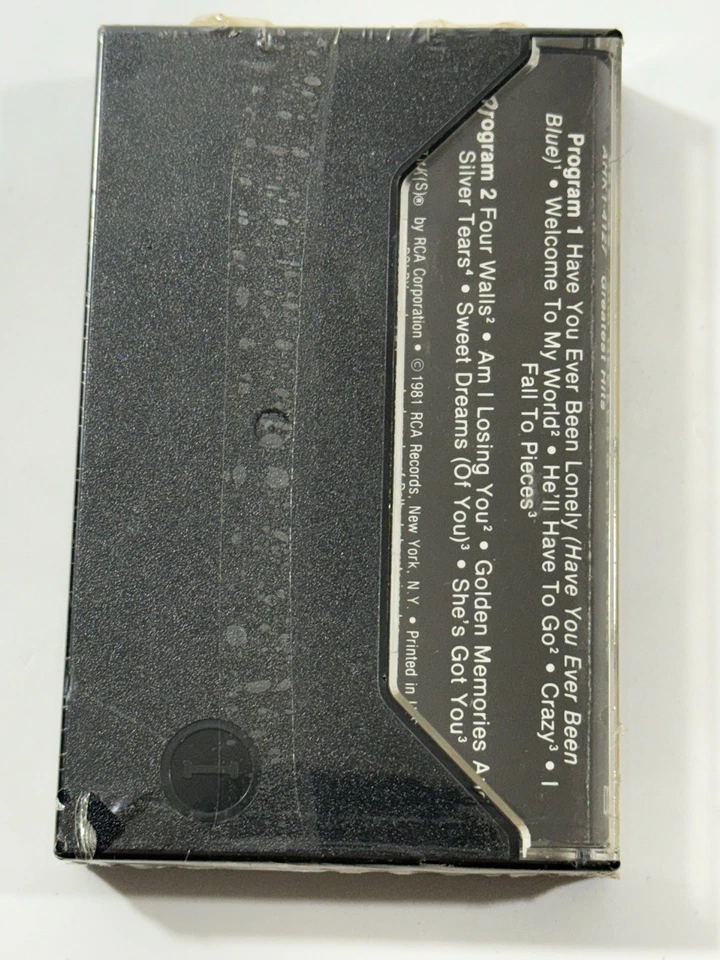 AHK1-4127 Greatest Hits
Program 1 Have You Ever Been Lonely (Have You Ever Been
Blue)¹ • Welcome To My World² • He'll Have To Go² • Crazy³ • I
Fall To Pieces³
Program 2 Four Walls² • Am I Losing You² • Golden Memories A
Silver Tears⁴ • Sweet Dreams (Of You)³ • She's Got You³
K(S)® by RCA Corporation • © 1981 RCA Records, New York, N.Y. • Printed in
I